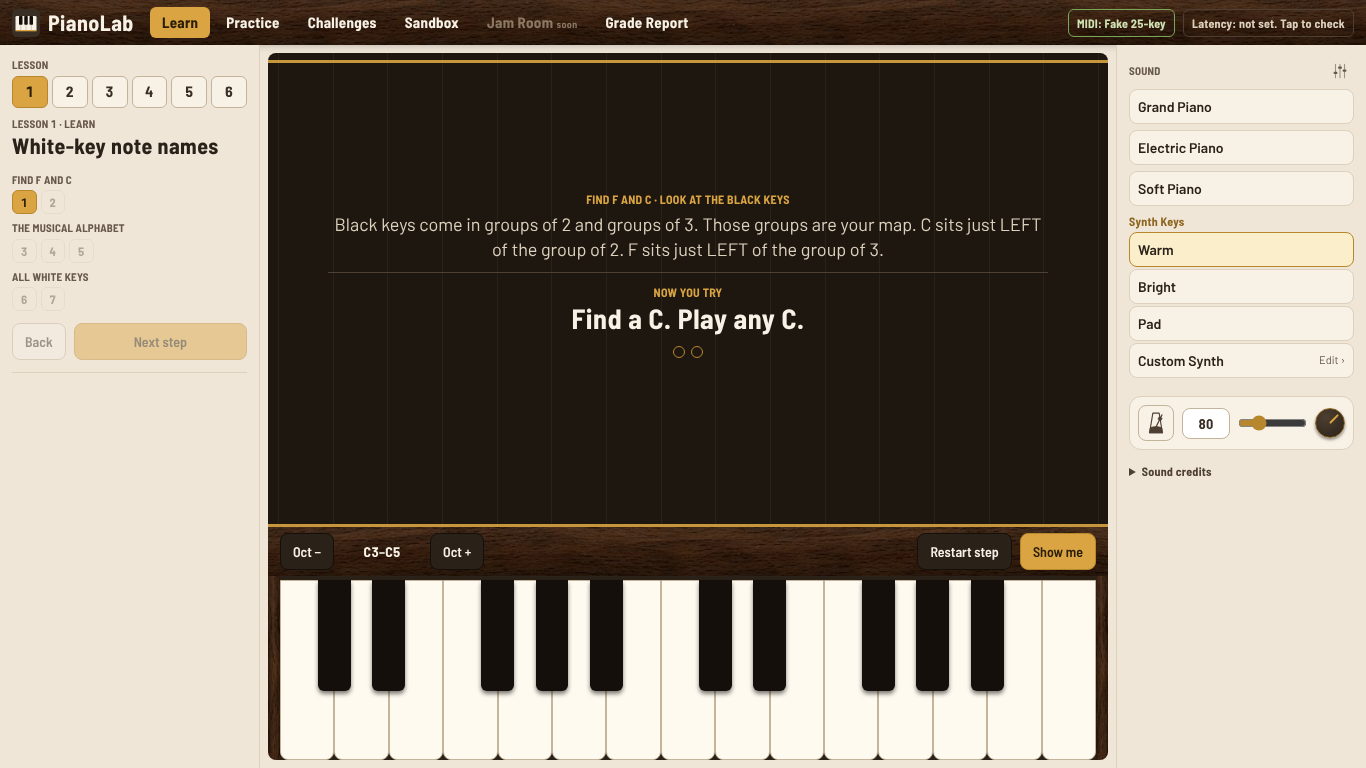 PianoLab
Learn
Practice
Challenges
Sandbox
Jam Room soon
Grade Report
MIDI: Fake 25-key
Latency: not set. Tap to check
LESSON
1 2 3 4 5 6
LESSON 1 · LEARN
White-key note names
FIND F AND C
1 2
THE MUSICAL ALPHABET
3 4 5
ALL WHITE KEYS
6 7
Back
Next step
FIND F AND C · LOOK AT THE BLACK KEYS
Black keys come in groups of 2 and groups of 3. Those groups are your map. C sits just LEFT
of the group of 2. F sits just LEFT of the group of 3.
NOW YOU TRY
Find a C. Play any C.
Oct −
C3–C5
Oct +
Restart step
Show me
SOUND
Grand Piano
Electric Piano
Soft Piano
Synth Keys
Warm
Bright
Pad
Custom Synth
Edit ›
80
Sound credits